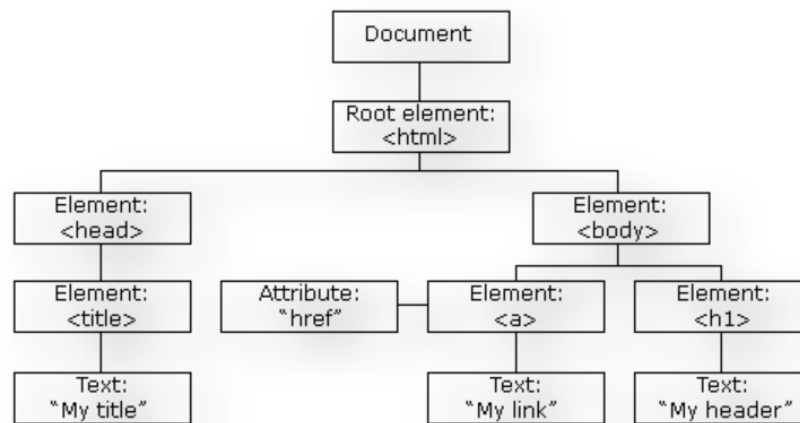 Document
Root element:
<html>
Element:
<head>
Element:
<body>
Element:
<title>
Attribute:
“href”
Element:
<a>
Element:
<h1>
Text:
“My title”
Text:
“My link”
Text:
“My header”